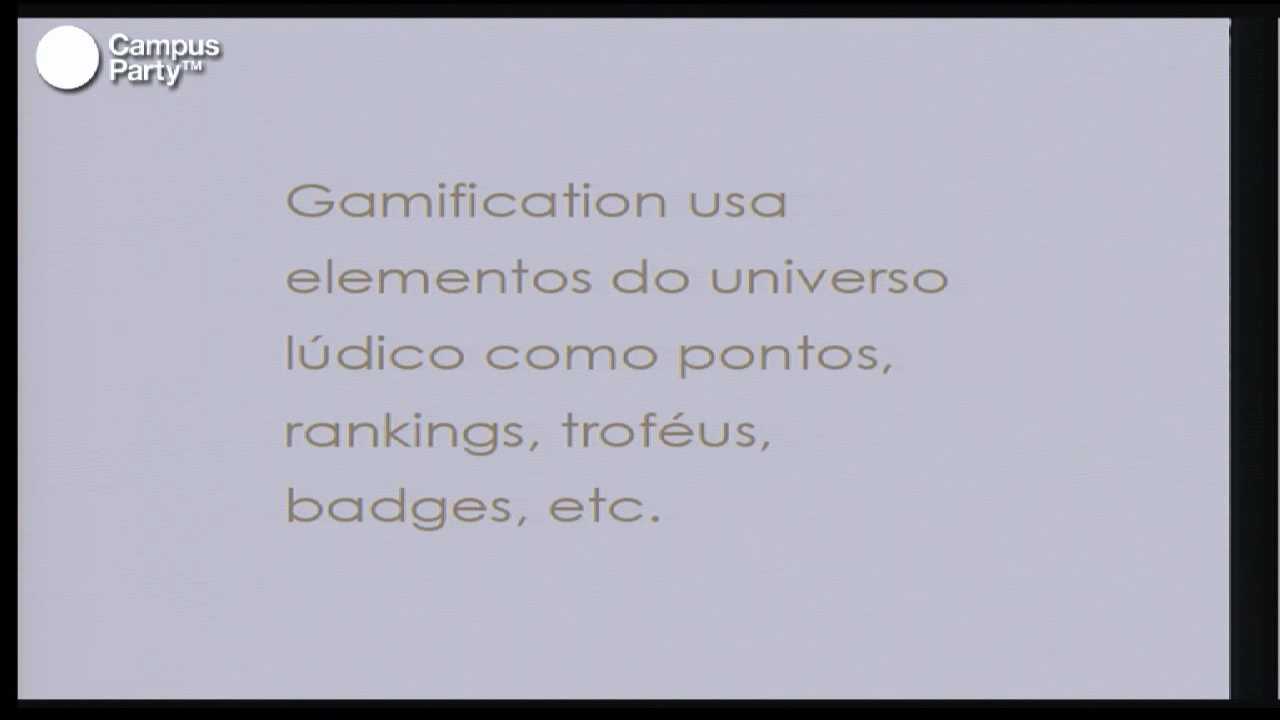 Campus
Party™
Gamification usa
elementos do universo
lúdico como pontos,
rankings, troféus,
badges, etc.